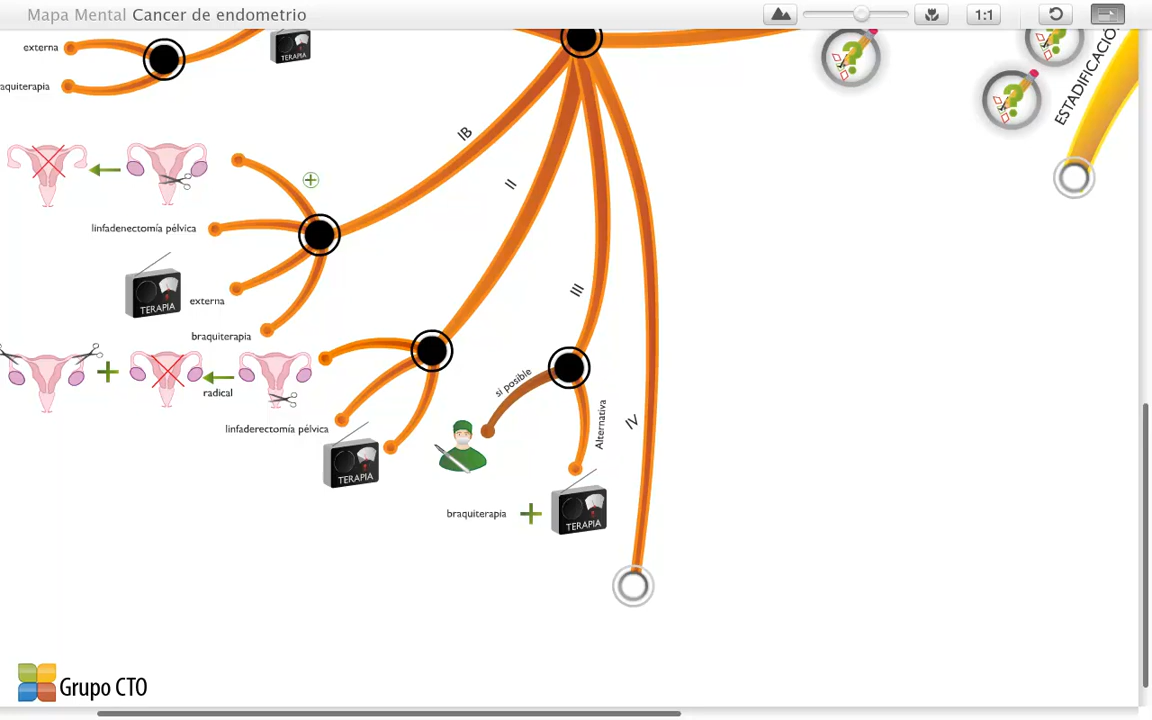 Mapa Mental Cancer de endometrio
1:1
externa
aquiterapia
TERAPIA
ESTADIFICACIÓ
IB
II
III
IV
linfadenectomía pélvica
TERAPIA
externa
braquiterapia
radical
linfaderectomía pélvica
TERAPIA
si posible
Alternativa
braquiterapia
TERAPIA
Grupo CTO